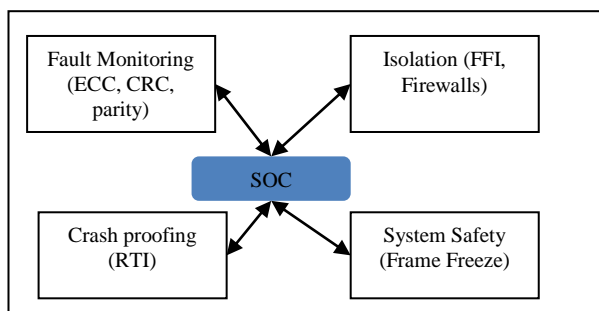 Fault Monitoring
(ECC, CRC,
parity)
Isolation (FFI,
Firewalls)
SOC
Crash proofing
(RTI)
System Safety
(Frame Freeze)